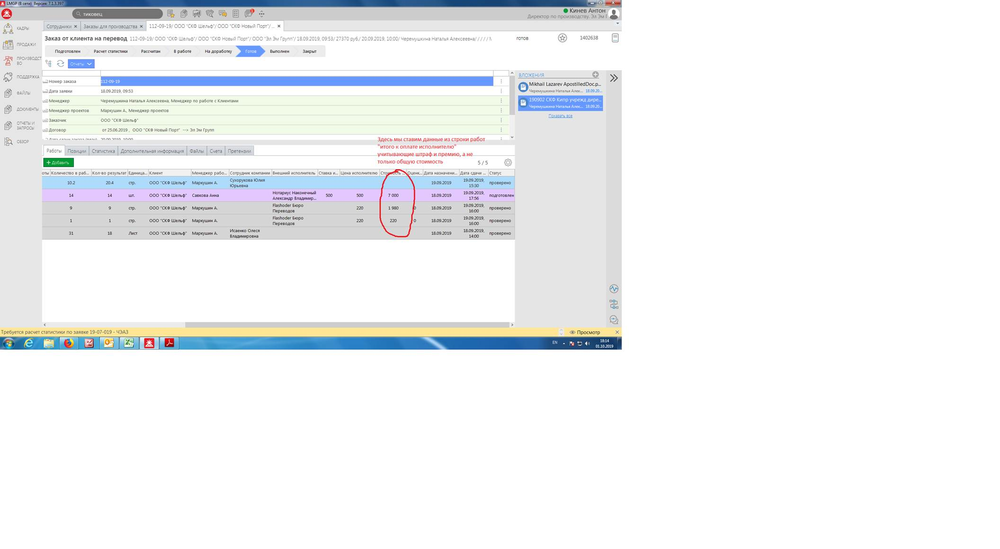 LMGP (В сети) Версия: 7.1.3.397
тиковец
1
Кинев Антон
Директор по производству. Эл Эм Г
КАДРЫ
ПРОДАЖИ
ПРОИЗВОДСТ
ВО
ПОДДЕРЖКА
ФАЙЛЫ
ДОКУМЕНТЫ
ОТЧЕТЫ И
ЗАПРОСЫ
ОБЗОР
Сотрудники Заказы для производства 112-09-19/ ООО "СКФ Шельф"/ ООО "СКФ Новый Порт"/ ...
Заказ от клиента на перевод 112-09-19/ ООО "СКФ Шельф"/ ООО "СКФ Новый Порт"/ ООО "Эл Эм Групп"/ 18.09.2019, 09:53/ 27370 руб./ 20.09.2019, 10:00/ Черемушкина Наталья Алексеевна/ / / / / М готов 1402638
Подготовлен Расчет статистики Рассчитан В работе На доработку Готов Выполнен Закрыт
Отчеты
Номер заказа 112-09-19
Дата заявки 18.09.2019, 09:53
Менеджер Черемушкина Наталья Алексеевна, Менеджер по работе с Клиентами
Менеджер проектов Маркушин А., Менеджер проектов
Заказчик ООО "СКФ Шельф"
Договор от 25.06.2019 , ООО "СКФ Новый Порт" --> Эл Эм Групп
Дата сдачи заказа (план) 20.09.2019, 10:00
ВЛОЖЕНИЯ
Mikhail Lazarev ApostilledDoc.p...
Черемушкина Наталья Алек... 18.09.20...
190902 СКФ Кипр учрежд дире...
Черемушкина Наталья Алек... 18.09.20...
Показать все
Здесь мы ставим данные из строки работ
"итого к оплате исполнителю"
учитывающие штраф и премию, а не
только общую стоимость
Работы Позиции Статистика Дополнительная информация Файлы Счета Претензии
+ Добавить 5 / 5
оты Количество в раб... Кол-во результат Единица... Клиент Менеджер рабо... Сотрудник компании Внешний исполнитель Ставка и... Цена исполнителю Стоимость ... Оценк... Дата назначени... Дата сдачи ... Статус
10.2 20.4 стр. ООО "СКФ Шельф" Маркушин А. Сухорукова Юлия Юрьевна 19.09.2019 19.09.2019, 15:30 проверено
14 14 шт. ООО "СКФ Шельф" Савкова Анна Нотариус Наконечный Александр Владимир... 500 500 7 000 18.09.2019 19.09.2019, 17:56 подготовлен
9 9 стр. ООО "СКФ Шельф" Маркушин А. Flashoder Бюро Переводов 220 1 980 0 18.09.2019 19.09.2019, 16:00 проверено
1 1 стр. ООО "СКФ Шельф" Маркушин А. Flashoder Бюро Переводов 220 220 0 18.09.2019 19.09.2019, 16:00 проверено
31 18 Лист ООО "СКФ Шельф" Маркушин А. Исаенко Олеся Владимировна 18.09.2019 18.09.2019, 14:00 проверено
Требуется расчет статистики по заявке 19-07-019 - ЧЭАЗ Просмотр
EN 18:14
01.10.2019